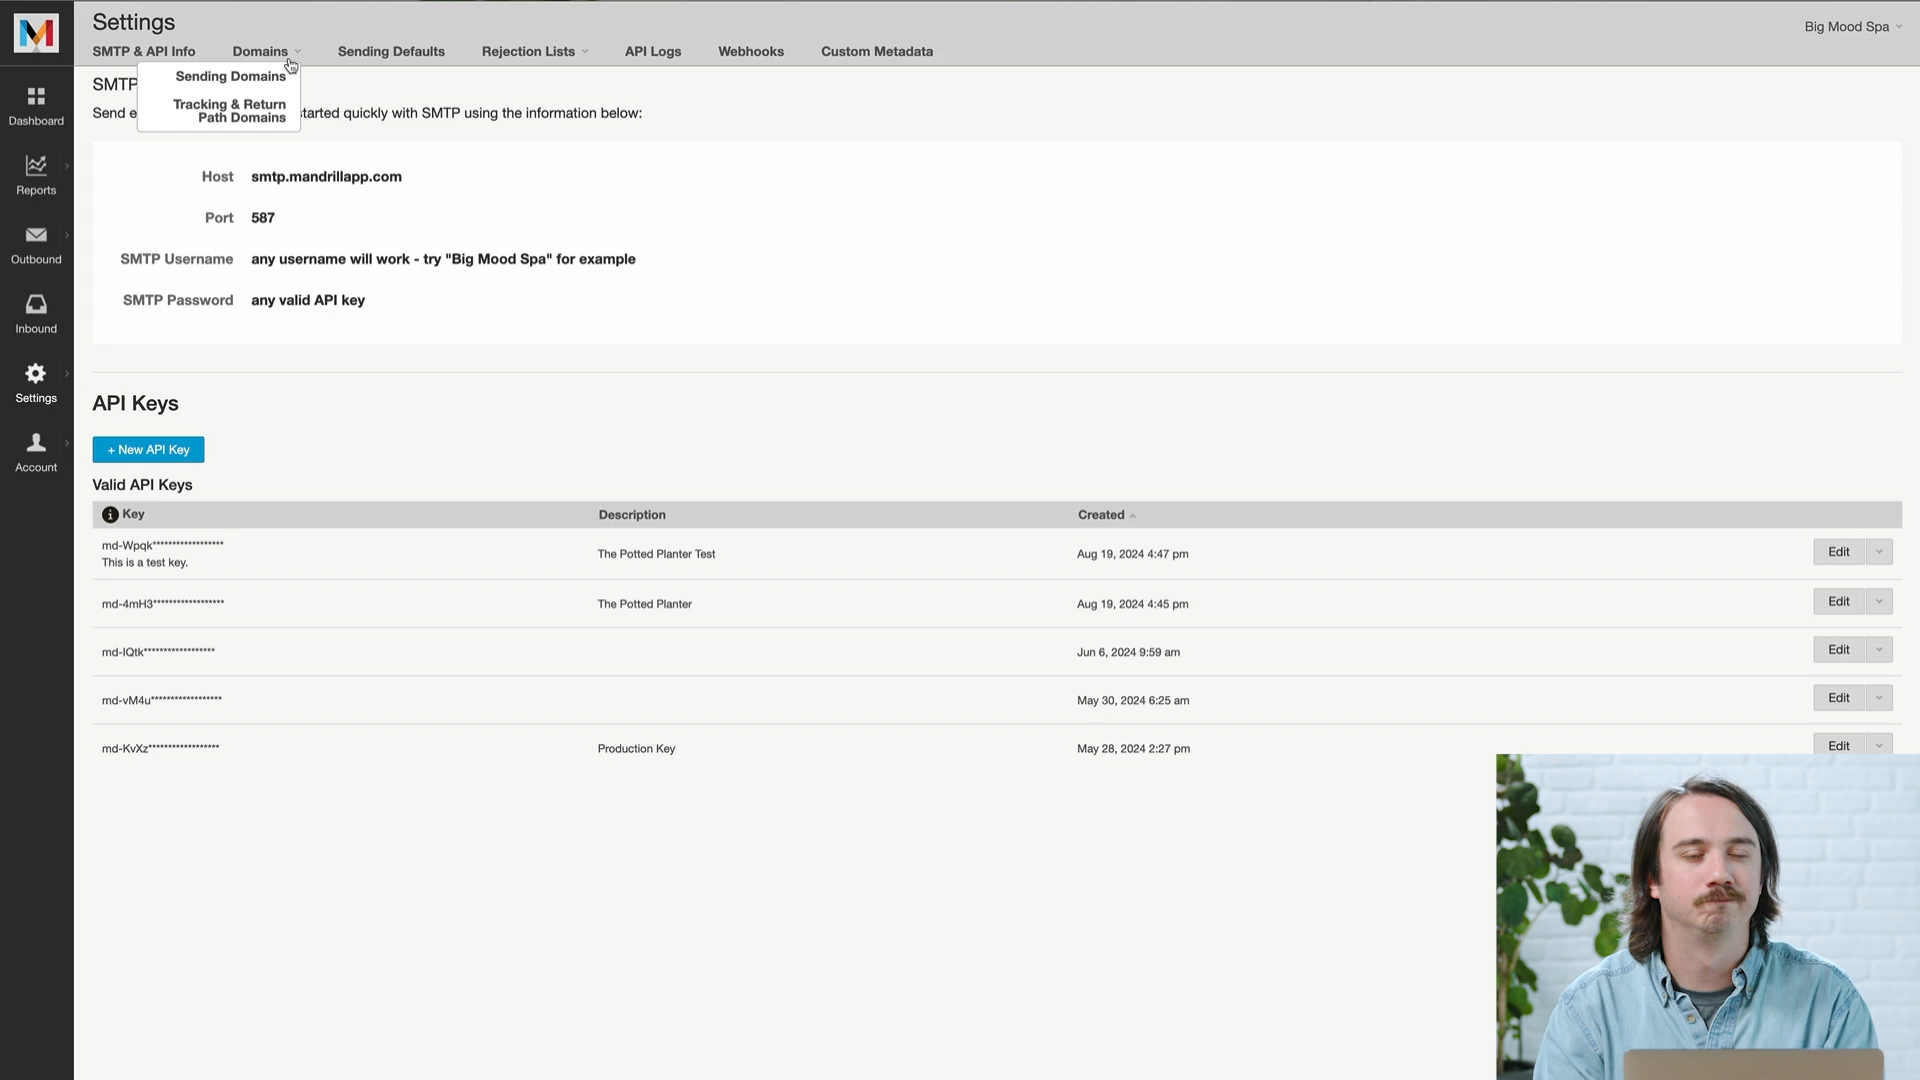 Settings
Big Mood Spa
SMTP & API Info
Domains
Sending Defaults
Rejection Lists
API Logs
Webhooks
Custom Metadata
Sending Domains
Tracking & Return
Path Domains
SMTP
Send e
started quickly with SMTP using the information below:
Dashboard
Reports
Outbound
Inbound
Settings
Account
Host smtp.mandrillapp.com
Port 587
SMTP Username any username will work - try "Big Mood Spa" for example
SMTP Password any valid API key
API Keys
+ New API Key
Valid API Keys
Key Description Created
md-Wpqk****************** The Potted Planter Test Aug 19, 2024 4:47 pm Edit
This is a test key.
md-4mH3****************** The Potted Planter Aug 19, 2024 4:45 pm Edit
md-IQtk****************** Jun 6, 2024 9:59 am Edit
md-vM4u****************** May 30, 2024 6:25 am Edit
md-KvXz****************** Production Key May 28, 2024 2:27 pm Edit